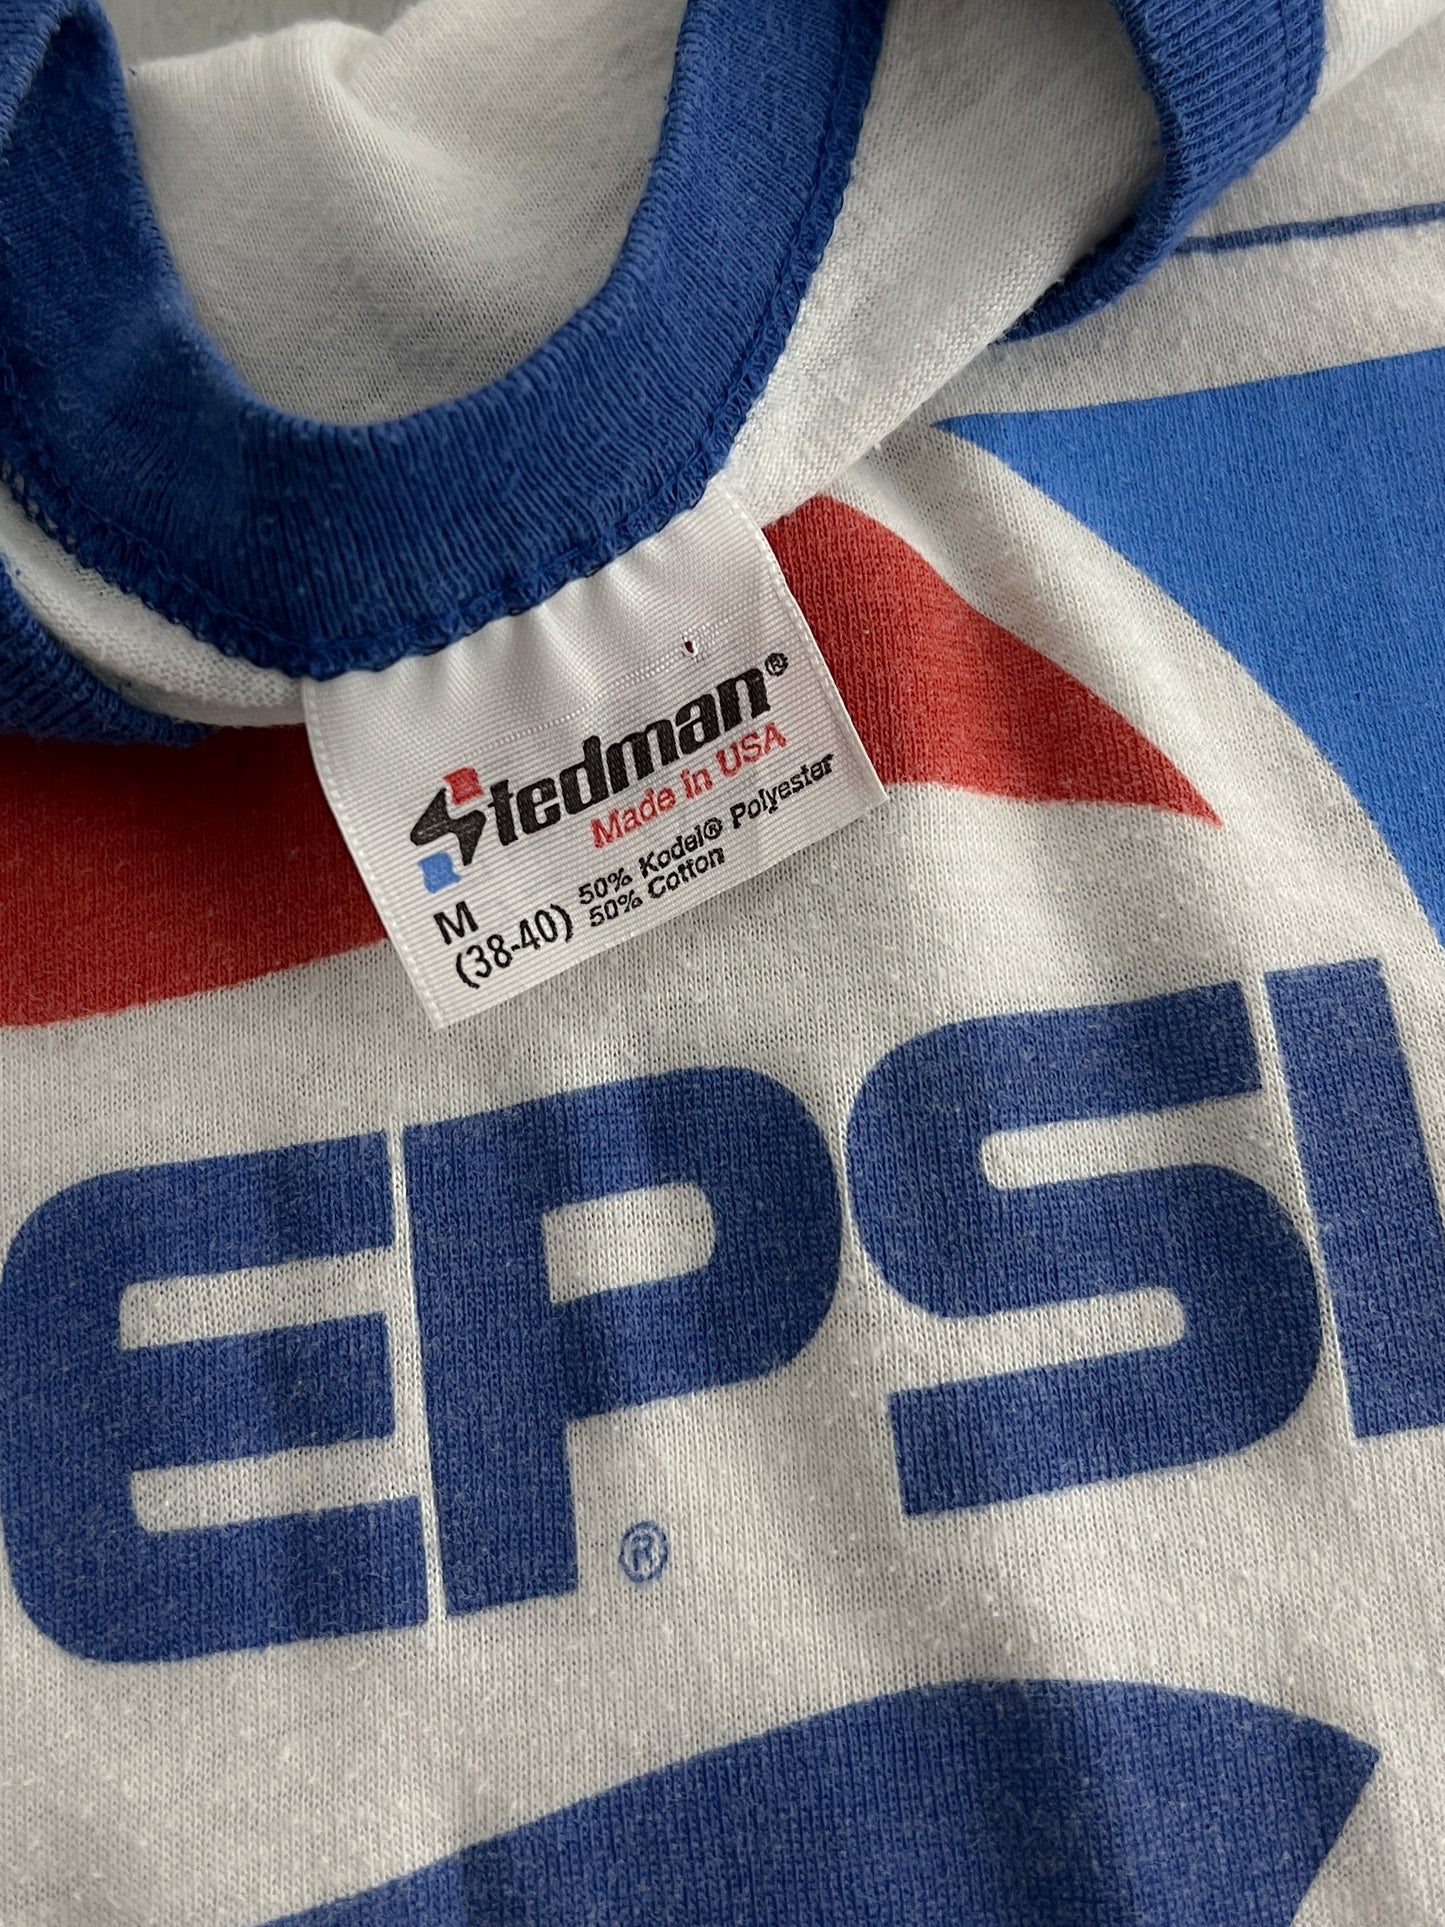 Stedman®
Made in USA
M
(38-40)
50% Kodel® Polyester
50% Cotton
EPSI
®